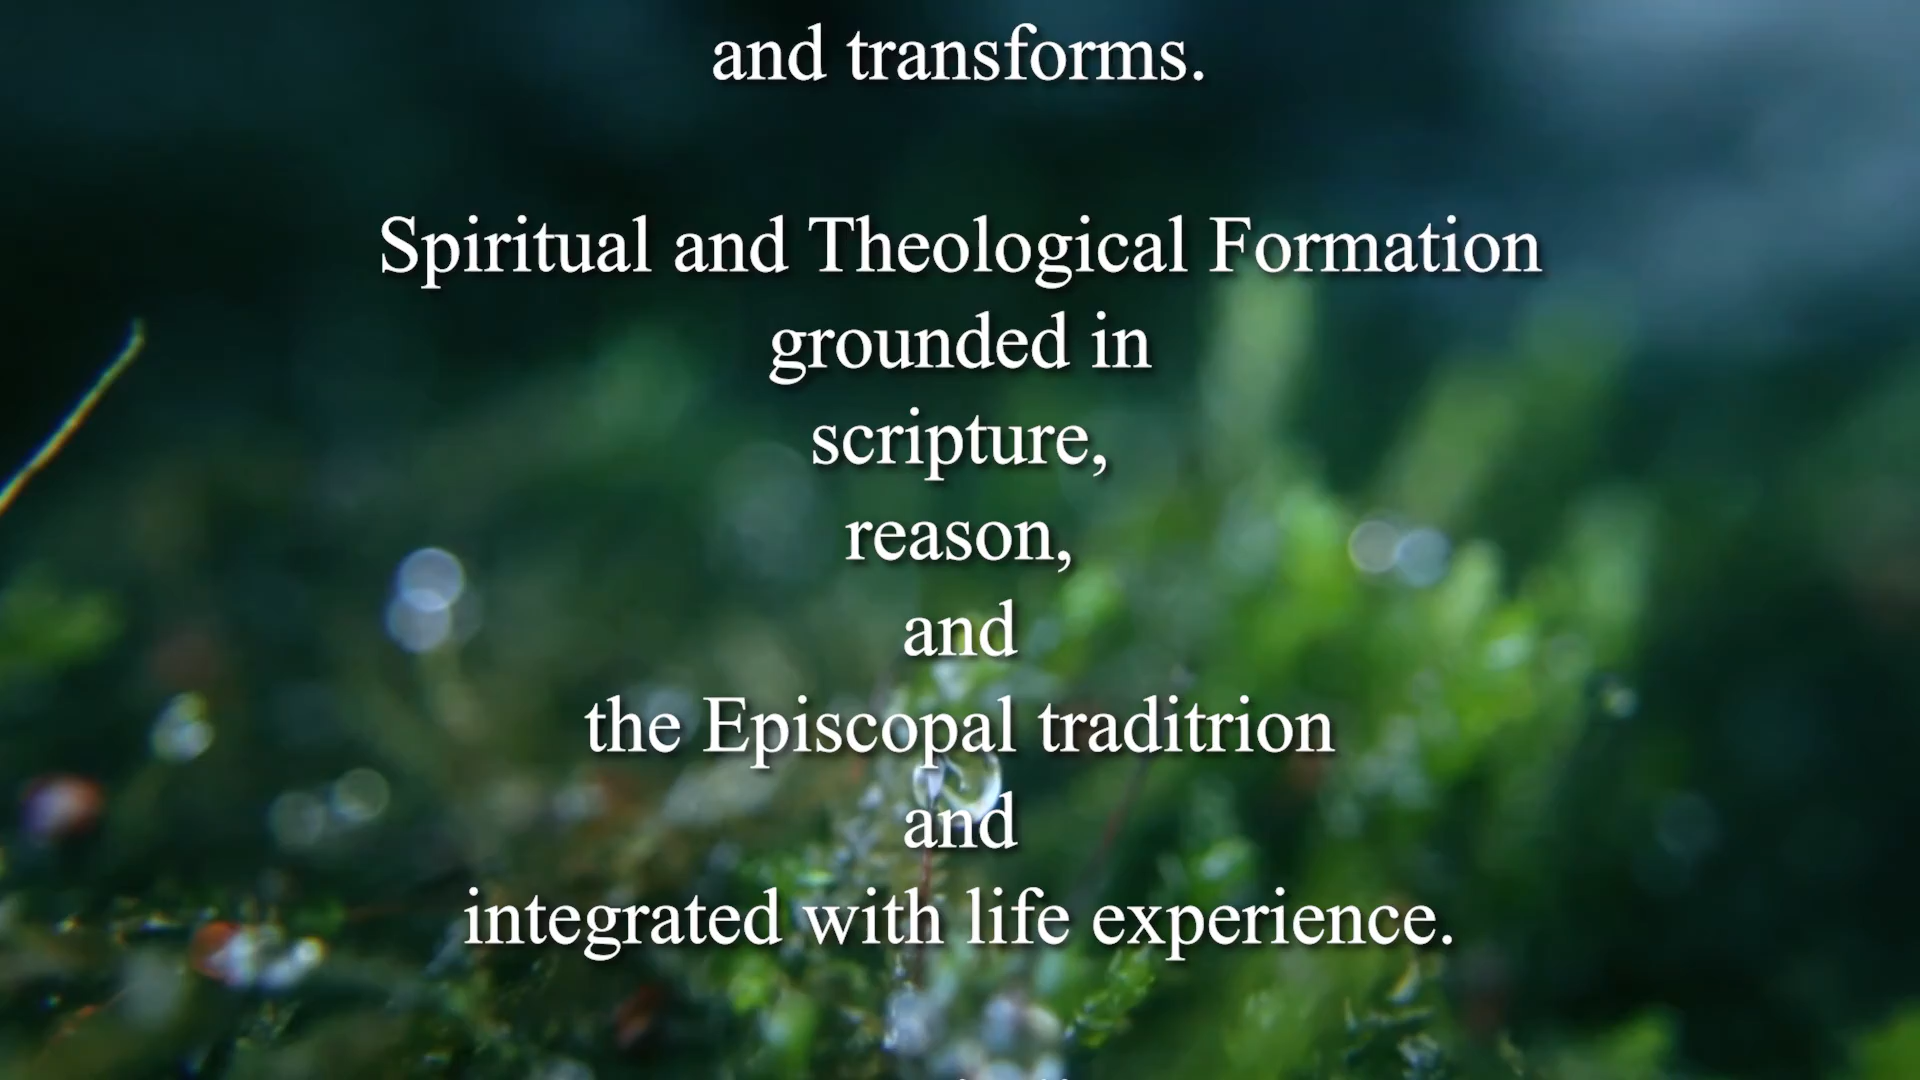 and transforms.
Spiritual and Theological Formation
grounded in
scripture,
reason,
and
the Episcopal traditrion
and
integrated with life experience.